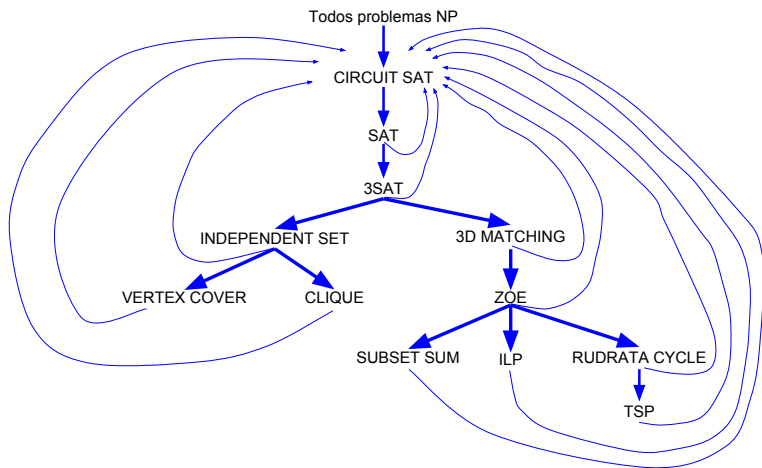 Todos problemas NP
CIRCUIT SAT
SAT
3SAT
INDEPENDENT SET
3D MATCHING
VERTEX COVER
CLIQUE
ZOE
SUBSET SUM
ILP
RUDRATA CYCLE
TSP